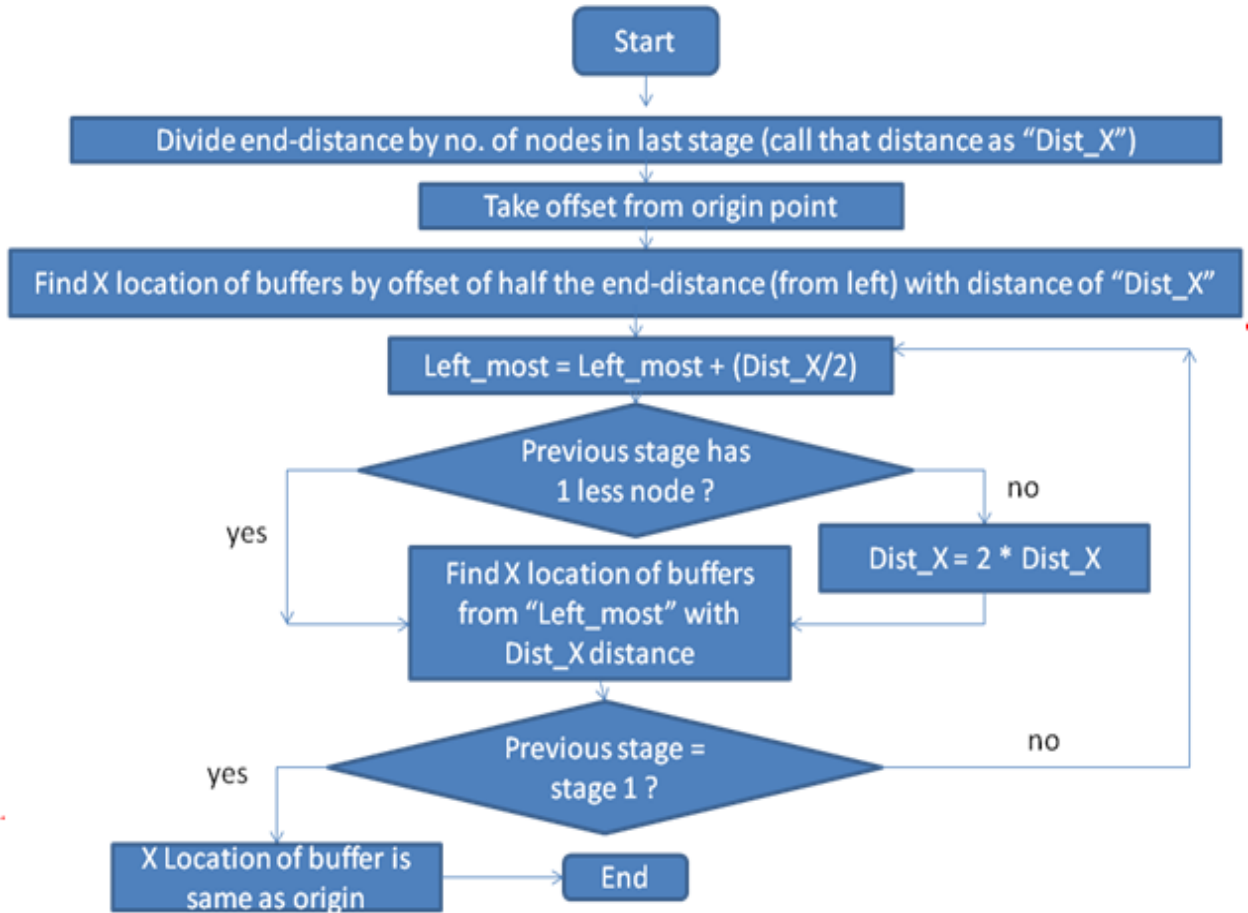 Start
Divide end-distance by no. of nodes in last stage (call that distance as “Dist_X”)
Take offset from origin point
Find X location of buffers by offset of half the end-distance (from left) with distance of “Dist_X”
Left_most = Left_most + (Dist_X/2)
Previous stage has
1 less node ?
no
yes
Dist_X = 2 * Dist_X
Find X location of buffers
from “Left_most” with
Dist_X distance
Previous stage =
stage 1 ?
no
yes
X Location of buffer is
same as origin
End